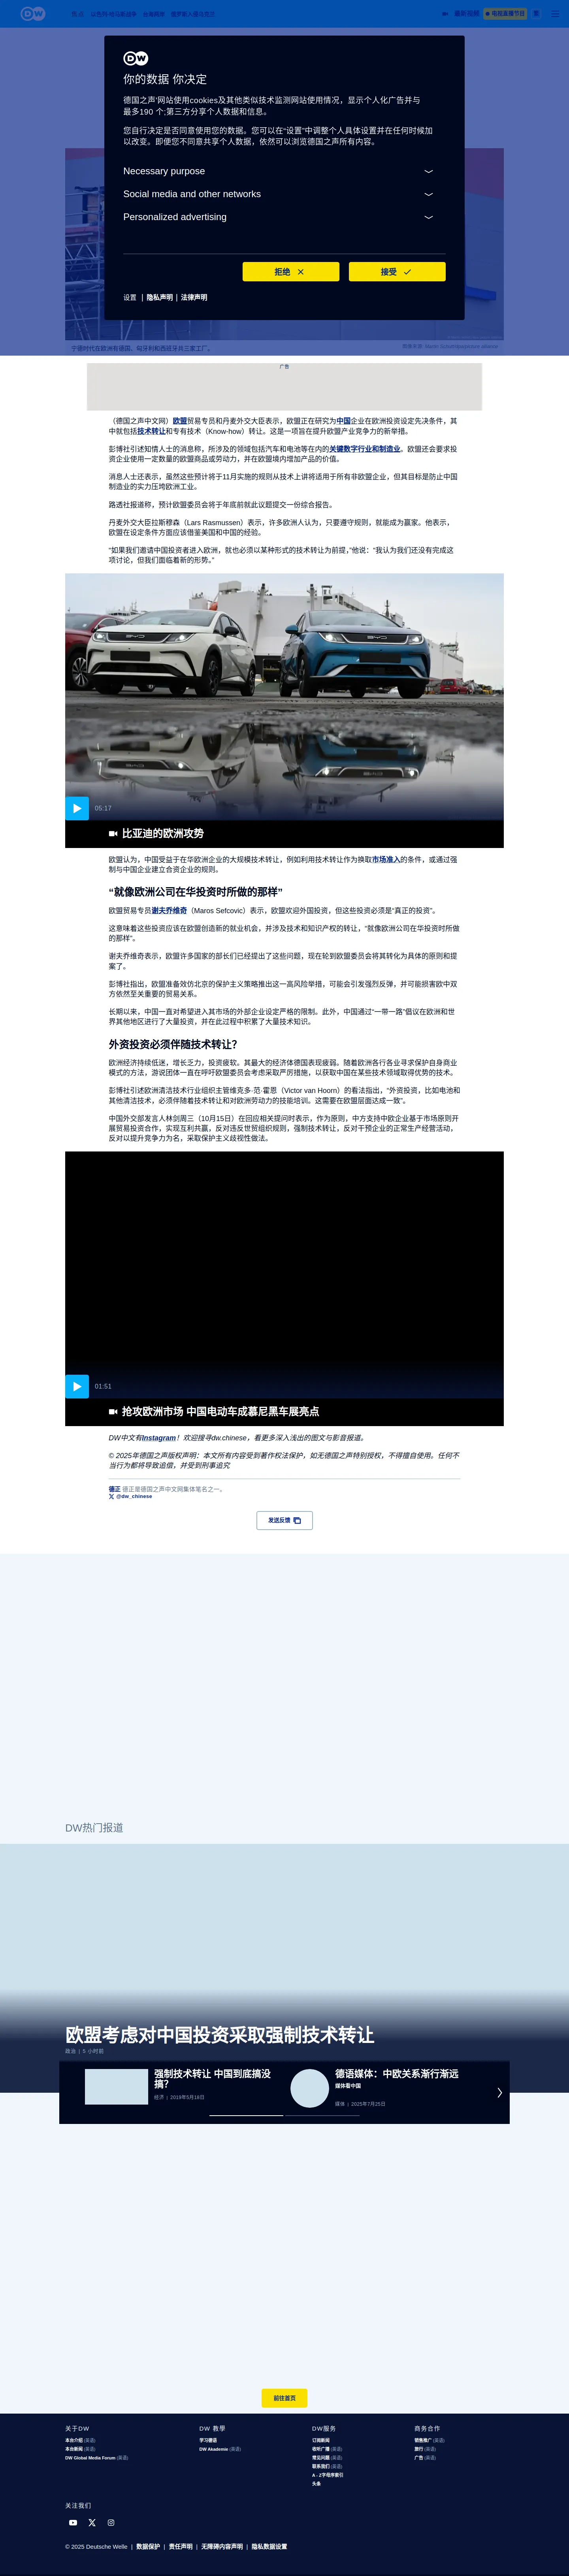 DW
你的数据 你决定
德国之声'网站使用cookies及其他类似技术监测网站使用情况，显示个人化广告并与
最多190 个;第三方分享个人数据和信息。
您自行决定是否同意使用您的数据。您可以在“设置”中调整个人具体设置并在任何时候加
以改变。即便您不同意共享个人数据，依然可以浏览德国之声所有内容。
Necessary purpose
Social media and other networks
Personalized advertising
拒绝
接受
设置 | 隐私声明 | 法律声明
宁德时代在欧洲有德国、匈牙利和西班牙共三家工厂。
广告
（德国之声中文网）欧盟贸易专员和丹麦外交大臣表示，欧盟正在研究为中国企业在欧洲投资设定先决条件，其
中就包括技术转让和专有技术（Know-how）转让。这是一项旨在提升欧盟产业竞争力的新举措。
彭博社引述知情人士的消息称，所涉及的领域包括汽车和电池等在内的关键数字行业和制造业。欧盟还会要求投
资企业使用一定数量的欧盟商品或劳动力，并在欧盟境内增加产品的价值。
消息人士还表示，虽然这些预计将于11月实施的规则从技术上讲将适用于所有非欧盟企业，但其目标是防止中国
制造业的实力压垮欧洲工业。
路透社报道称，预计欧盟委员会将于年底前就此议题提交一份综合报告。
丹麦外交大臣拉斯穆森（Lars Rasmussen）表示，许多欧洲人认为，只要遵守规则，就能成为赢家。他表示，
欧盟在设定条件方面应该借鉴美国和中国的经验。
“如果我们邀请中国投资者进入欧洲，就也必须以某种形式的技术转让为前提，”他说：“我认为我们还没有完成这
项讨论，但我们面临着新的形势。”
05:17
比亚迪的欧洲攻势
欧盟认为，中国受益于在华欧洲企业的大规模技术转让，例如利用技术转让作为换取市场准入的条件，或通过强
制与中国企业建立合资企业的规则。
“就像欧洲公司在华投资时所做的那样”
欧盟贸易专员谢夫乔维奇（Maros Sefcovic）表示，欧盟欢迎外国投资，但这些投资必须是“真正的投资”。
这意味着这些投资应该在欧盟创造新的就业机会，并涉及技术和知识产权的转让，“就像欧洲公司在华投资时所做
的那样”。
谢夫乔维奇表示，欧盟许多国家的部长们已经提出了这些问题，现在轮到欧盟委员会将其转化为具体的原则和提
案了。
彭博社指出，欧盟准备效仿北京的保护主义策略推出这一高风险举措，可能会引发强烈反弹，并可能损害欧中双
方依然至关重要的贸易关系。
长期以来，中国一直对希望进入其市场的外部企业设定严格的限制。此外，中国通过“一带一路”倡议在欧洲和世
界其他地区进行了大量投资，并在此过程中积累了大量技术知识。
外资投资必须伴随技术转让？
欧洲经济持续低迷，增长乏力，投资疲软。其最大的经济体德国表现疲弱。随着欧洲各行各业寻求保护自身商业
模式的方法，游说团体一直在呼吁欧盟委员会考虑采取严厉措施，以获取中国在某些技术领域取得优势的技术。
彭博社引述欧洲清洁技术行业组织主管维克多·范·霍恩（Victor van Hoorn）的看法指出，“外资投资，比如电池和
其他清洁技术，必须伴随着技术转让和对欧洲劳动力的技能培训。这需要在欧盟层面达成一致”。
中国外交部发言人林剑周三（10月15日）在回应相关提问时表示，作为原则，中方支持中欧企业基于市场原则开
展贸易投资合作，实现互利共赢，反对违反世贸组织规则，强制技术转让，反对干预企业的正常生产经营活动，
反对以提升竞争力为名，采取保护主义歧视性做法。
01:51
抢攻欧洲市场 中国电动车成慕尼黑车展亮点
DW中文有Instagram！欢迎搜寻dw.chinese，看更多深入浅出的图文与影音报道。
© 2025年德国之声版权声明：本文所有内容受到著作权法保护，如无德国之声特别授权，不得擅自使用。任何不
当行为都将导致追偿，并受到刑事追究
德正 德正是德国之声中文网集体笔名之一。
@dw_chinese
发送反馈
DW热门报道
欧盟考虑对中国投资采取强制技术转让
政治 | 5 小时前
强制技术转让 中国到底搞没
搞？
经济 | 2019年5月16日
德语媒体：中欧关系渐行渐远
媒体看中国
媒体 | 2025年7月25日
前往首页
关于DW
本台介绍 (英语)
本台新闻 (英语)
DW Global Media Forum (英语)
DW 教學
学习德语
DW Akademie (英语)
DW服务
订阅新闻
收听广播 (英语)
常见问题 (英语)
联系我们 (英语)
A - Z字母序索引
头条
商务合作
销售推广 (英语)
旅行 (英语)
广告 (英语)
关注我们
© 2025 Deutsche Welle | 数据保护 | 责任声明 | 无障碍内容声明 | 隐私数据设置